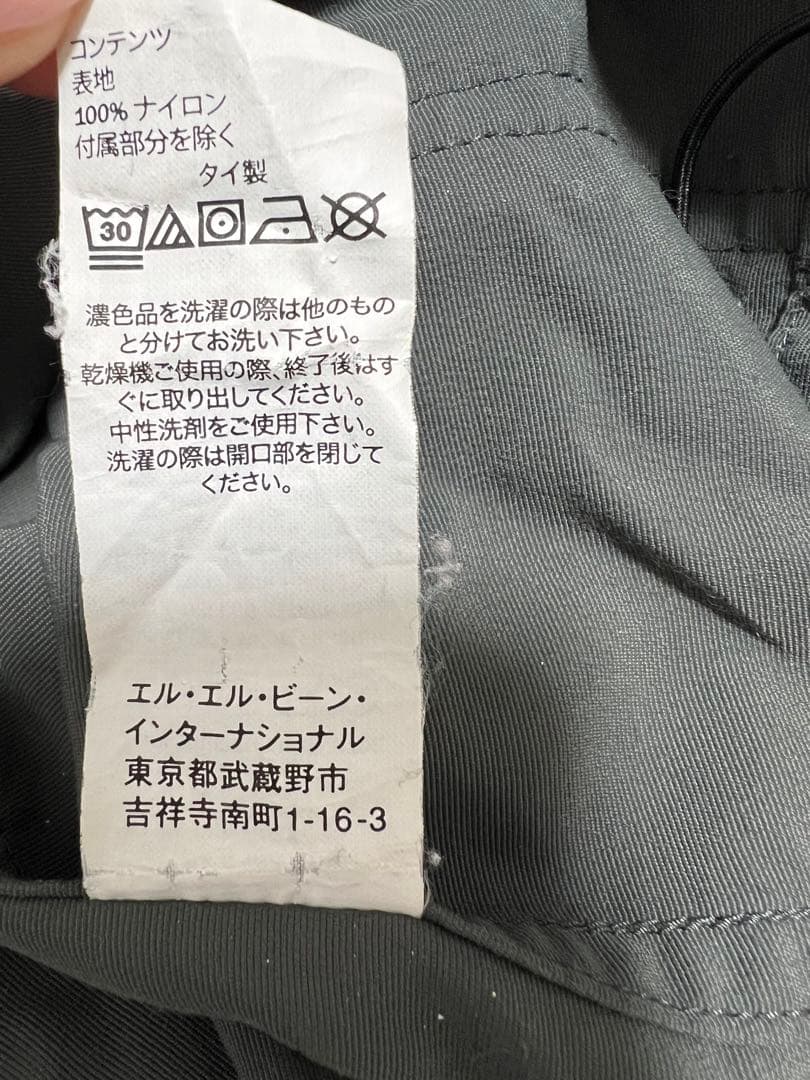 コンテンツ
表地
100% ナイロン
付属部分を除く
タイ製
30
濃色品を洗濯の際は他のもの
と分けてお洗い下さい。
乾燥機ご使用の際、終了後はす
ぐに取り出してください。
中性洗剤をご使用下さい。
洗濯の際は開口部を閉じて
ください。
エル・エル・ビーン・
インターナショナル
東京都武蔵野市
吉祥寺南町1-16-3